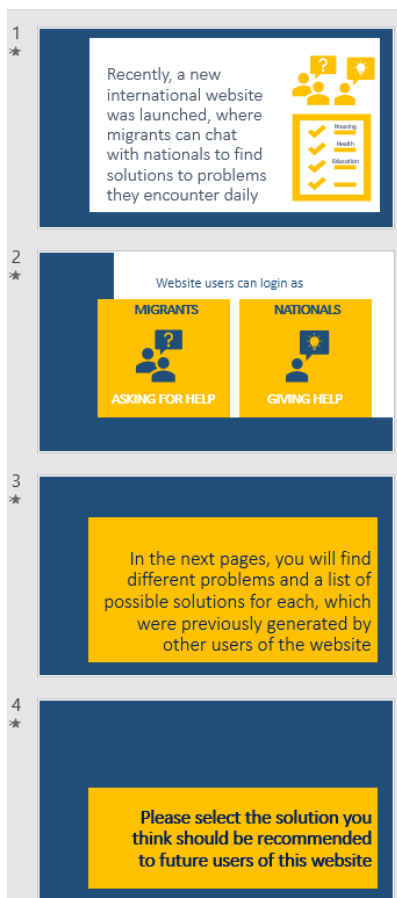 1
Recently, a new
international website
was launched, where
migrants can chat
with nationals to find
solutions to problems
they encounter daily
?
Housing
Health
Education
2
Website users can login as
MIGRANTS
?
ASKING FOR HELP
NATIONALS
GIVING HELP
3
In the next pages, you will find
different problems and a list of
possible solutions for each, which
were previously generated by
other users of the website
4
Please select the solution you
think should be recommended
to future users of this website